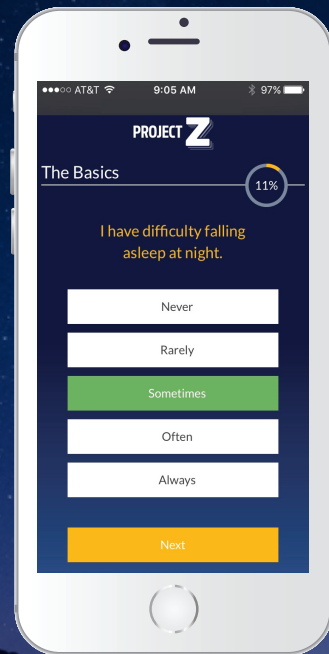 AT&T 9:05 AM 97%
PROJECT Z
The Basics
11%
I have difficulty falling
asleep at night.
Never
Rarely
Sometimes
Often
Always
Next